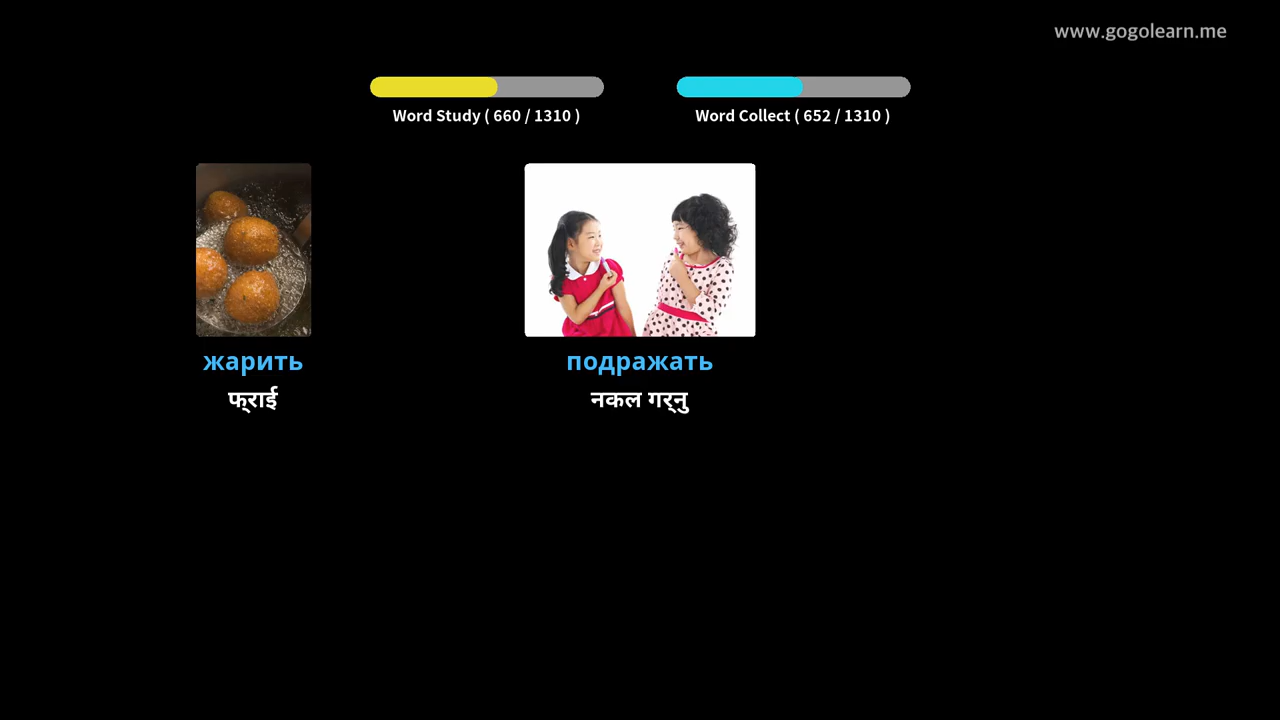 www.gogolearn.me
Word Study ( 660 / 1310 )
Word Collect ( 652 / 1310 )
жарить
फ्राई
подражать
नकल गर्नु